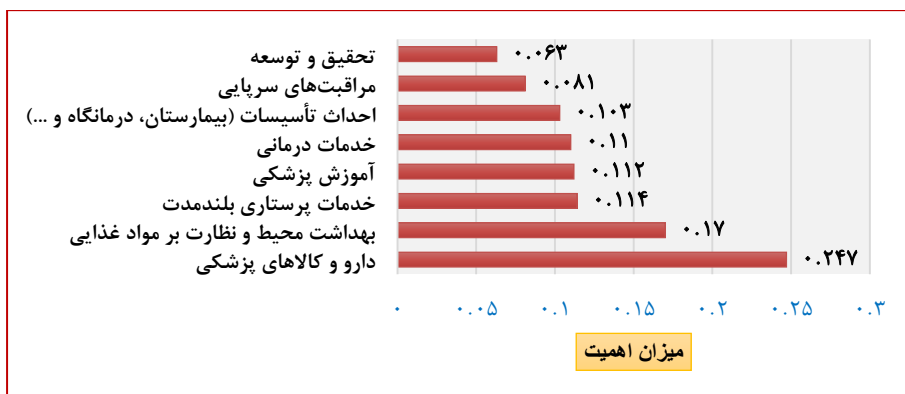 تحقیق و توسعه ۰.۰۶۳
مراقبت‌های سرپایی ۰.۰۸۱
احداث تأسیسات (بیمارستان، درمانگاه و ...) ۰.۱۰۳
خدمات درمانی ۰.۱۱
آموزش پزشکی ۰.۱۱۲
خدمات پرستاری بلندمدت ۰.۱۱۴
بهداشت محیط و نظارت بر مواد غذایی ۰.۱۷
دارو و کالاهای پزشکی ۰.۲۴۷
۰ ۰.۰۵ ۰.۱ ۰.۱۵ ۰.۲ ۰.۲۵ ۰.۳
میزان اهمیت